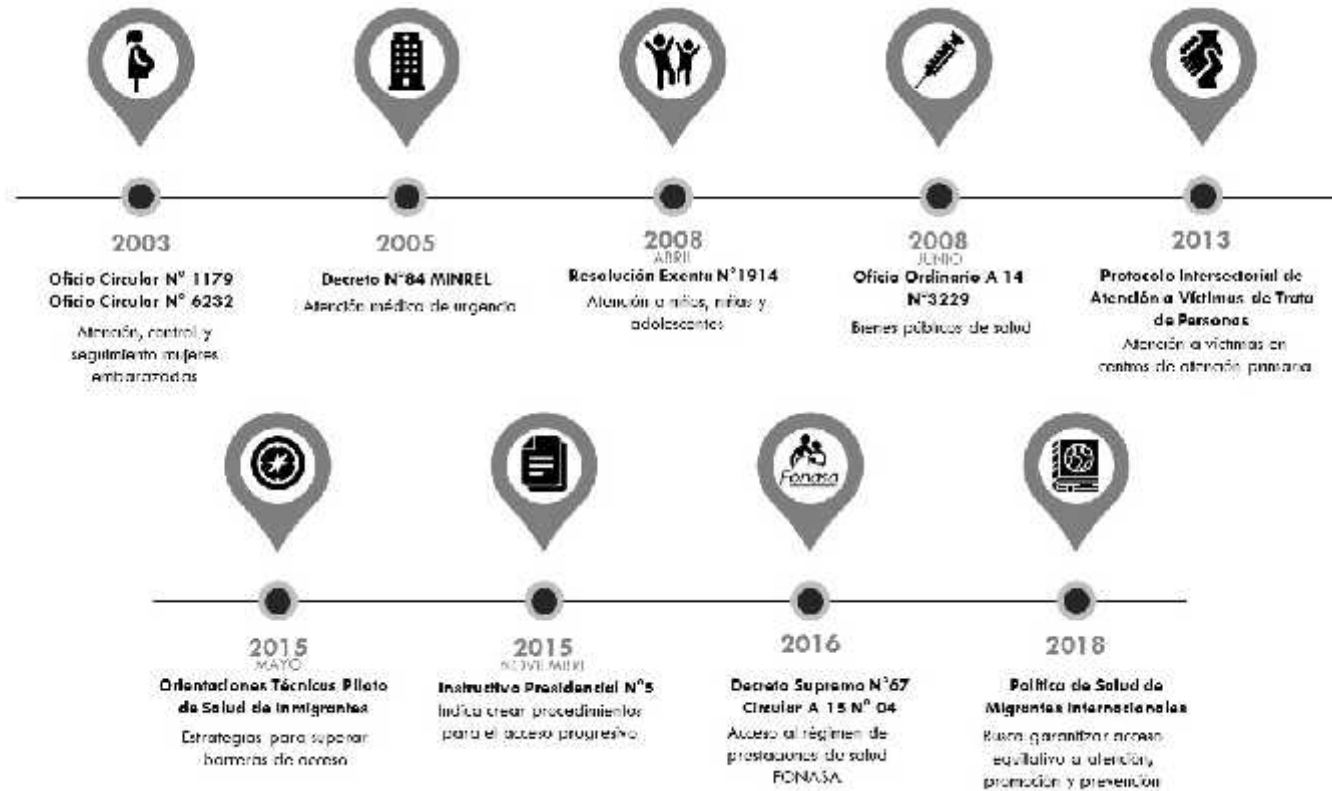 2003
Oficio Circular N° 1179
Oficio Circular N° 6232
Atención, control y
seguimiento mujeres
embarazadas
2005
Decreto N°84 MINREL
Atención médica de urgencia
2008
ABRIL
Resolución Exenta N°1914
Atención a niños, niñas y
adolescentes
2008
JUNIO
Oficio Ordinario A 14
N°3229
Bienes públicos de salud
2013
Protocolo Intersectorial de
Atención a Víctimas de Trata
de Personas
Atención a víctimas en
centros de atención primaria
Fonasa
2015
MAYO
Orientaciones Técnicas Piloto
de Salud de Inmigrantes
Estrategias para superar
barreras de acceso
2015
NOVIEMBRE
Instructivo Presidencial N°5
Indica crear procedimientos
para el acceso progresivo
2016
Decreto Supremo N°67
Circular A 15 N° 04
Acceso al régimen de
prestaciones de salud
FONASA
2018
Política de Salud de
Migrantes Internacionales
Busca garantizar acceso
equitativo a atención,
promoción y prevención